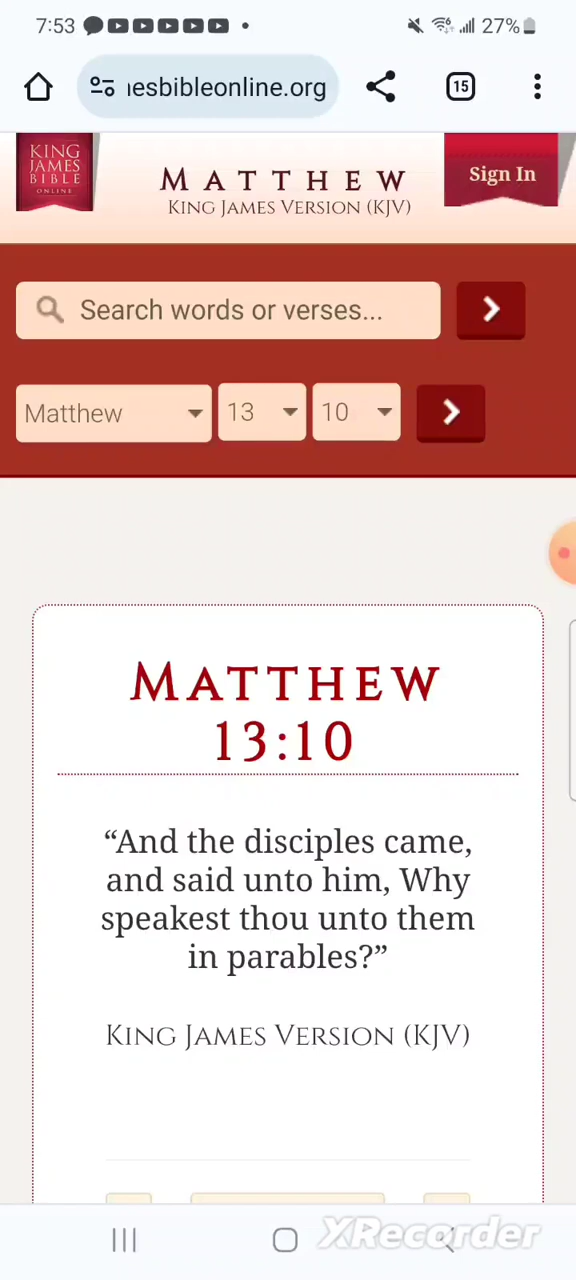 7:53
27%
ıesbibleonline.org
15
KING
JAMES
BIBLE
ONLINE
MATTHEW
KING JAMES VERSION (KJV)
Sign In
Search words or verses...
Matthew 13 10
MATTHEW
13:10
“And the disciples came,
and said unto him, Why
speakest thou unto them
in parables?”
KING JAMES VERSION (KJV)
XRecorder